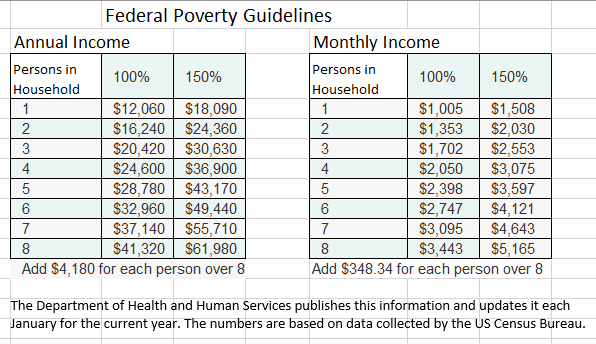 Federal Poverty Guidelines
Annual Income Monthly Income
Persons in Household 100% 150% Persons in Household 100% 150%
1 $12,060 $18,090 1 $1,005 $1,508
2 $16,240 $24,360 2 $1,353 $2,030
3 $20,420 $30,630 3 $1,702 $2,553
4 $24,600 $36,900 4 $2,050 $3,075
5 $28,780 $43,170 5 $2,398 $3,597
6 $32,960 $49,440 6 $2,747 $4,121
7 $37,140 $55,710 7 $3,095 $4,643
8 $41,320 $61,980 8 $3,443 $5,165
Add $4,180 for each person over 8 Add $348.34 for each person over 8
The Department of Health and Human Services publishes this information and updates it each
January for the current year. The numbers are based on data collected by the US Census Bureau.